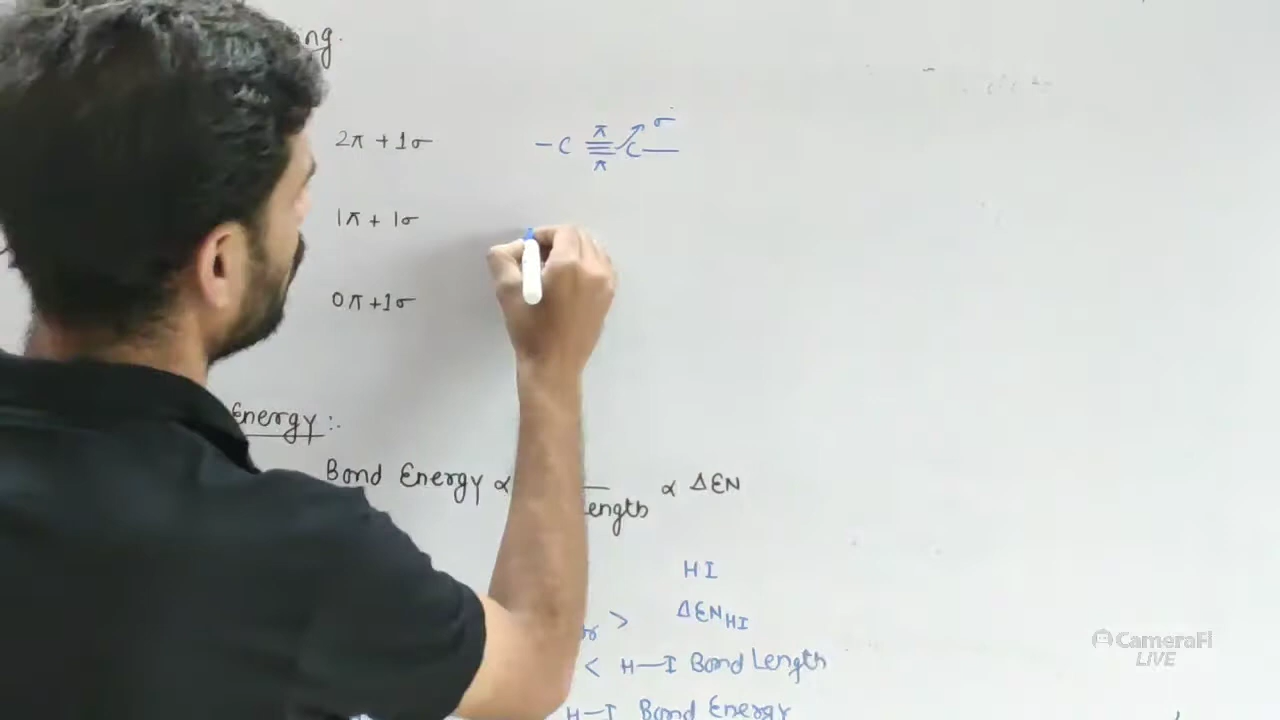 ng.
2π + 1σ
π σ
– C ≡ C —
π
1π + 1σ
0π + 1σ
Energy :-
Bond Energy ∝ ∝ ΔEN
length
HI
> ΔEN HI
< H—I Bond Length
H—I Bond Energy
CameraFi
LIVE